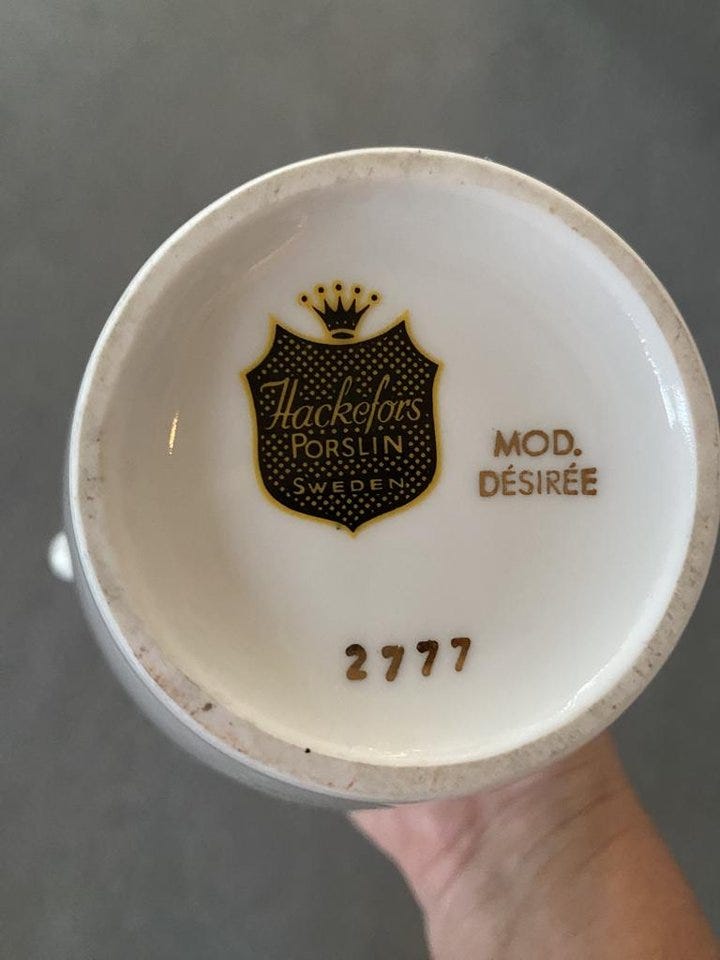 Hackefors
PORSLIN
SWEDEN
MOD.
DÉSIRÉE
2777